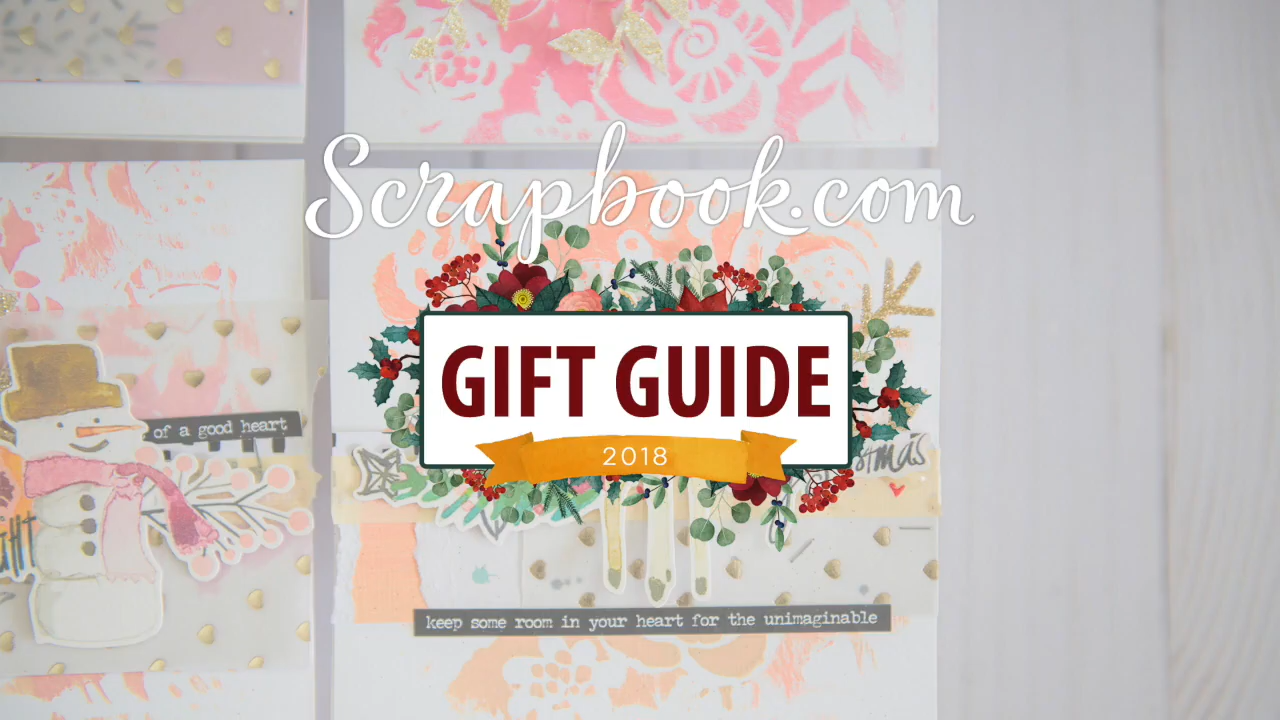 Scrapbook.com
GIFT GUIDE
2018
of a good heart
keep some room in your heart for the unimaginable